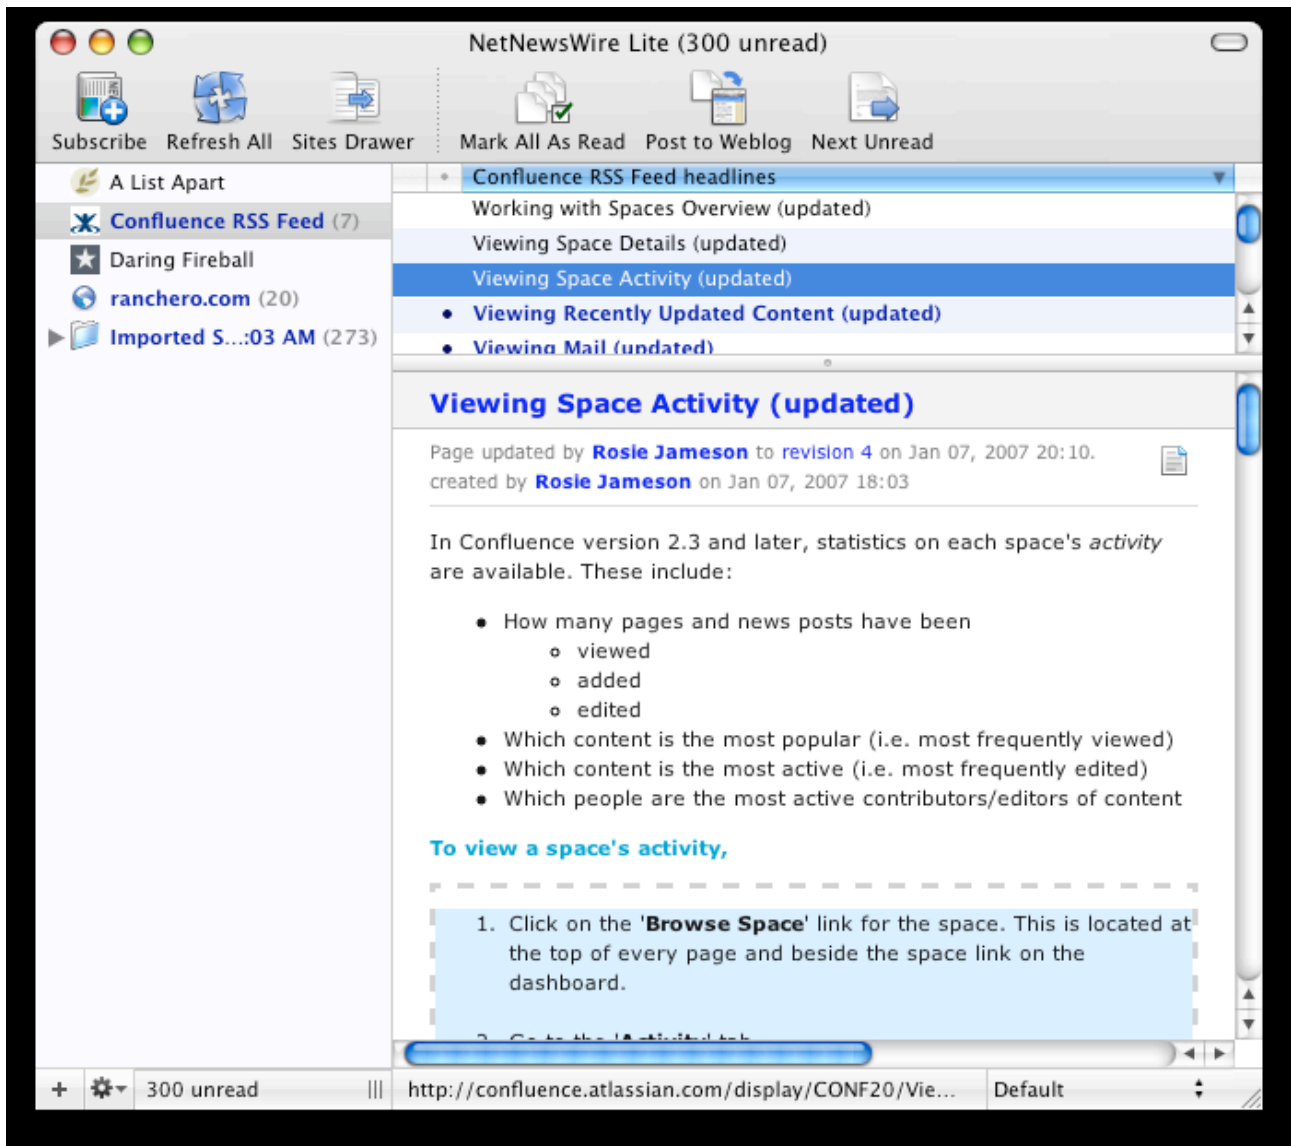 NetNewsWire Lite (300 unread)
Subscribe
Refresh All
Sites Drawer
Mark All As Read
Post to Weblog
Next Unread
A List Apart
Confluence RSS Feed (7)
Daring Fireball
ranchero.com (20)
Imported S...:03 AM (273)
Confluence RSS Feed headlines
Working with Spaces Overview (updated)
Viewing Space Details (updated)
Viewing Space Activity (updated)
• Viewing Recently Updated Content (updated)
• Viewing Mail (updated)
Viewing Space Activity (updated)
Page updated by Rosie Jameson to revision 4 on Jan 07, 2007 20:10.
created by Rosie Jameson on Jan 07, 2007 18:03
In Confluence version 2.3 and later, statistics on each space's activity
are available. These include:
• How many pages and news posts have been
◦ viewed
◦ added
◦ edited
• Which content is the most popular (i.e. most frequently viewed)
• Which content is the most active (i.e. most frequently edited)
• Which people are the most active contributors/editors of content
To view a space's activity,
1. Click on the 'Browse Space' link for the space. This is located at
the top of every page and beside the space link on the
dashboard.
2. Go to the 'Activity' tab
300 unread
http://confluence.atlassian.com/display/CONF20/Vie...
Default